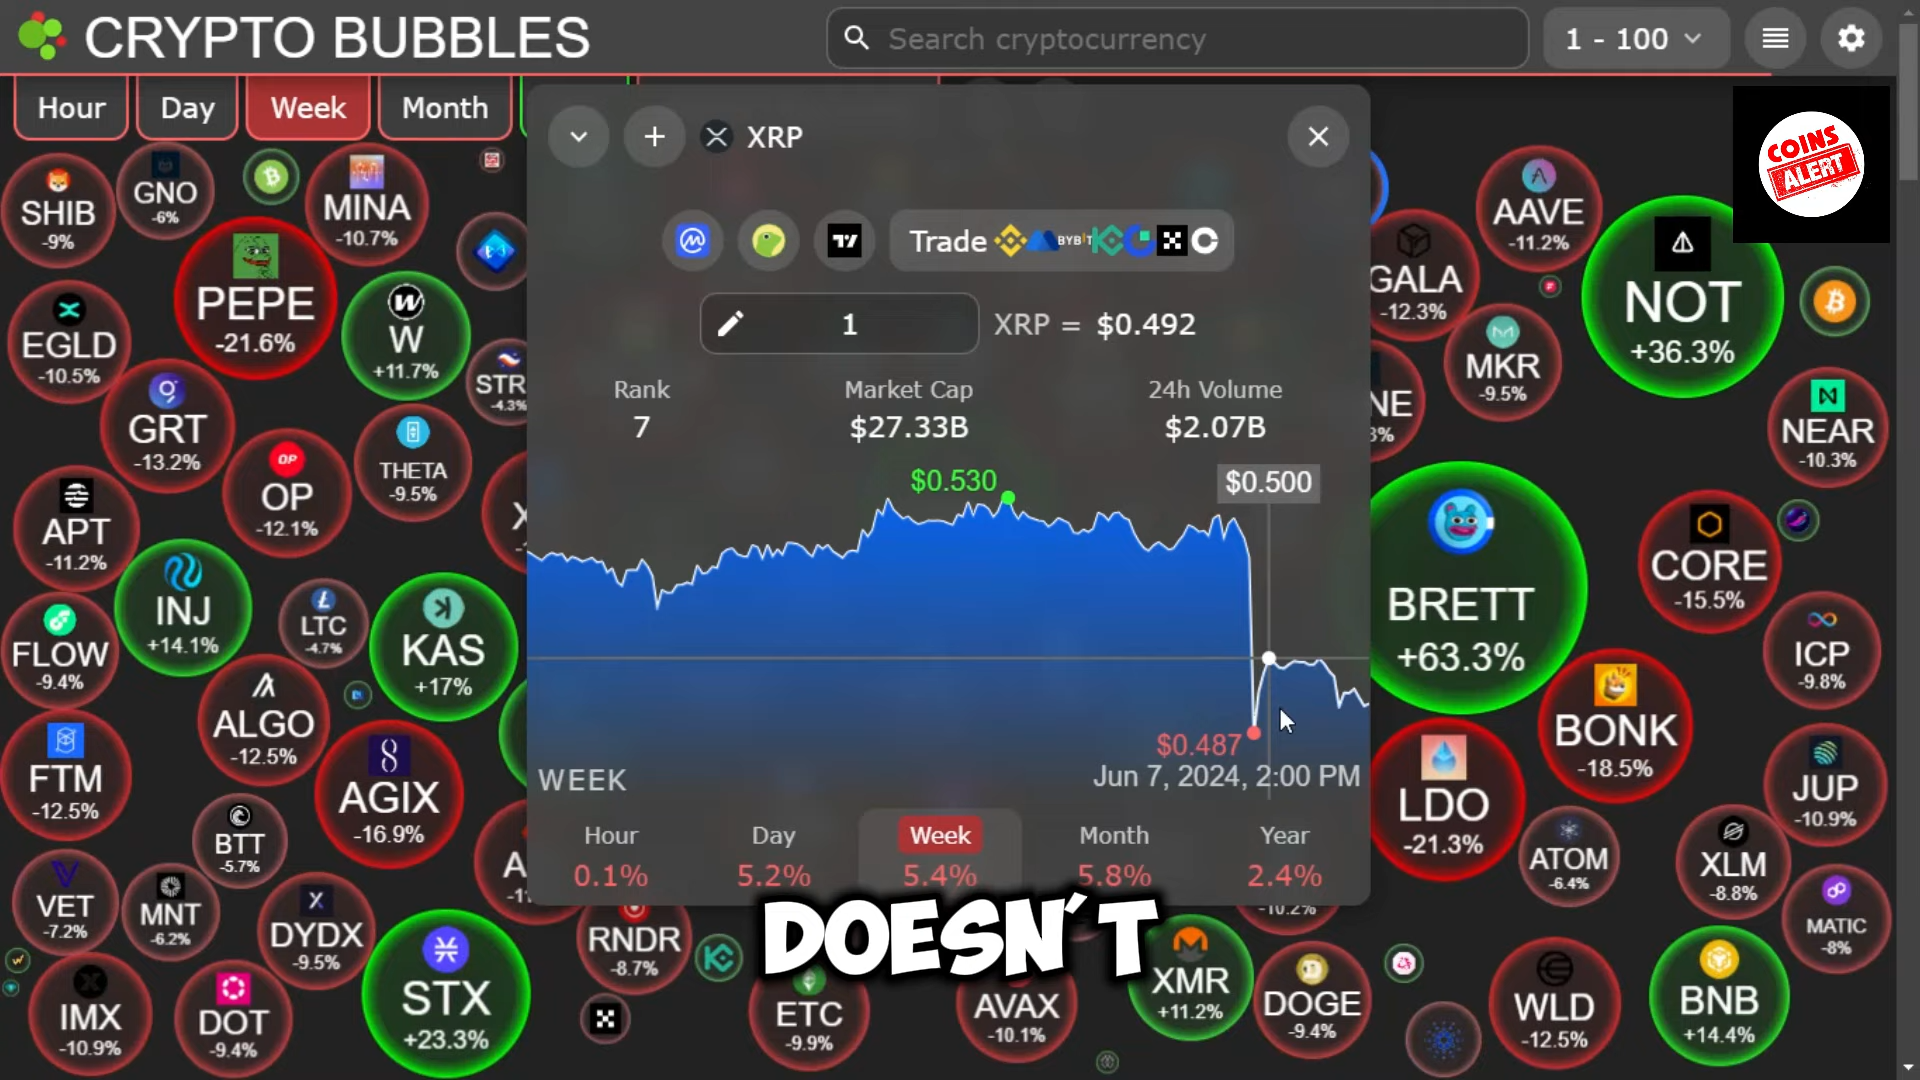 CRYPTO BUBBLES
Search cryptocurrency
1 - 100
Hour
Day
Week
Month
COINS
ALERT
XRP
Trade
BYBIT
1
XRP = $0.492
Rank
7
Market Cap
$27.33B
24h Volume
$2.07B
$0.530
$0.500
$0.487
Jun 7, 2024, 2:00 PM
WEEK
Hour
0.1%
Day
5.2%
Week
5.4%
Month
5.8%
Year
2.4%
DOESN'T
SHIB
-9%
GNO
-6%
MINA
-10.7%
PEPE
-21.6%
W
+11.7%
EGLD
-10.5%
STR
-4.3%
GRT
-13.2%
OP
OP
-12.1%
THETA
-9.5%
APT
-11.2%
INJ
+14.1%
LTC
-4.7%
KAS
+17%
FLOW
-9.4%
ALGO
-12.5%
FTM
-12.5%
AGIX
-16.9%
BTT
-5.7%
VET
-7.2%
MNT
-6.2%
DYDX
-9.5%
STX
+23.3%
IMX
-10.9%
DOT
-9.4%
RNDR
-8.7%
ETC
-9.9%
AVAX
-10.1%
XMR
+11.2%
-10.2%
DOGE
-9.4%
AAVE
-11.2%
GALA
-12.3%
NOT
+36.3%
MKR
-9.5%
NE
NEAR
-10.3%
BRETT
+63.3%
CORE
-15.5%
ICP
-9.8%
BONK
-18.5%
LDO
-21.3%
JUP
-10.9%
ATOM
-6.4%
XLM
-8.8%
MATIC
-8%
WLD
-12.5%
BNB
+14.4%